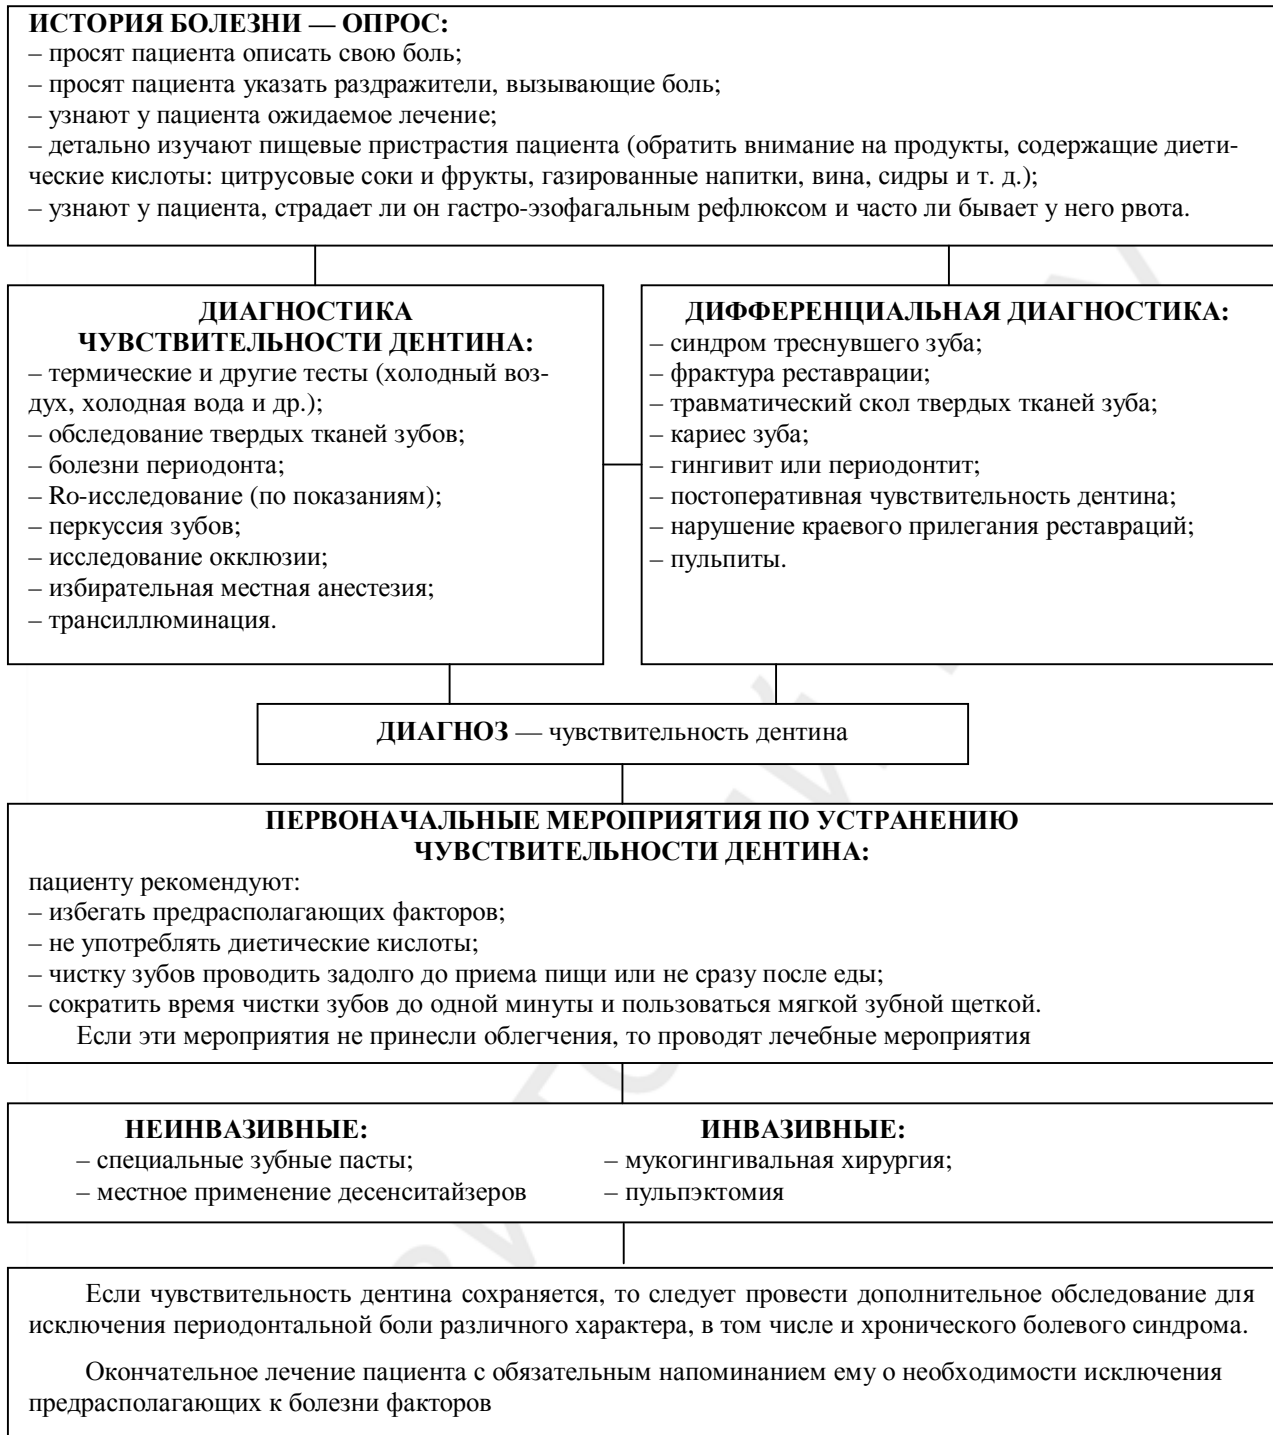 ИСТОРИЯ БОЛЕЗНИ — ОПРОС:
– просят пациента описать свою боль;
– просят пациента указать раздражители, вызывающие боль;
– узнают у пациента ожидаемое лечение;
– детально изучают пищевые пристрастия пациента (обратить внимание на продукты, содержащие диети-
ческие кислоты: цитрусовые соки и фрукты, газированные напитки, вина, сидры и т. д.);
– узнают у пациента, страдает ли он гастро-эзофагальным рефлюксом и часто ли бывает у него рвота.
ДИАГНОСТИКА
ЧУВСТВИТЕЛЬНОСТИ ДЕНТИНА:
– термические и другие тесты (холодный воз-
дух, холодная вода и др.);
– обследование твердых тканей зубов;
– болезни периодонта;
– Ro-исследование (по показаниям);
– перкуссия зубов;
– исследование окклюзии;
– избирательная местная анестезия;
– трансиллюминация.
ДИФФЕРЕНЦИАЛЬНАЯ ДИАГНОСТИКА:
– синдром треснувшего зуба;
– фрактура реставрации;
– травматический скол твердых тканей зуба;
– кариес зуба;
– гингивит или периодонтит;
– постоперативная чувствительность дентина;
– нарушение краевого прилегания реставраций;
– пульпиты.
ДИАГНОЗ — чувствительность дентина
ПЕРВОНАЧАЛЬНЫЕ МЕРОПРИЯТИЯ ПО УСТРАНЕНИЮ
ЧУВСТВИТЕЛЬНОСТИ ДЕНТИНА:
пациенту рекомендуют:
– избегать предрасполагающих факторов;
– не употреблять диетические кислоты;
– чистку зубов проводить задолго до приема пищи или не сразу после еды;
– сократить время чистки зубов до одной минуты и пользоваться мягкой зубной щеткой.
Если эти мероприятия не принесли облегчения, то проводят лечебные мероприятия
НЕИНВАЗИВНЫЕ:
– специальные зубные пасты;
– местное применение десенситайзеров
ИНВАЗИВНЫЕ:
– мукогингивальная хирургия;
– пульпэктомия
Если чувствительность дентина сохраняется, то следует провести дополнительное обследование для
исключения периодонтальной боли различного характера, в том числе и хронического болевого синдрома.
Окончательное лечение пациента с обязательным напоминанием ему о необходимости исключения
предрасполагающих к болезни факторов